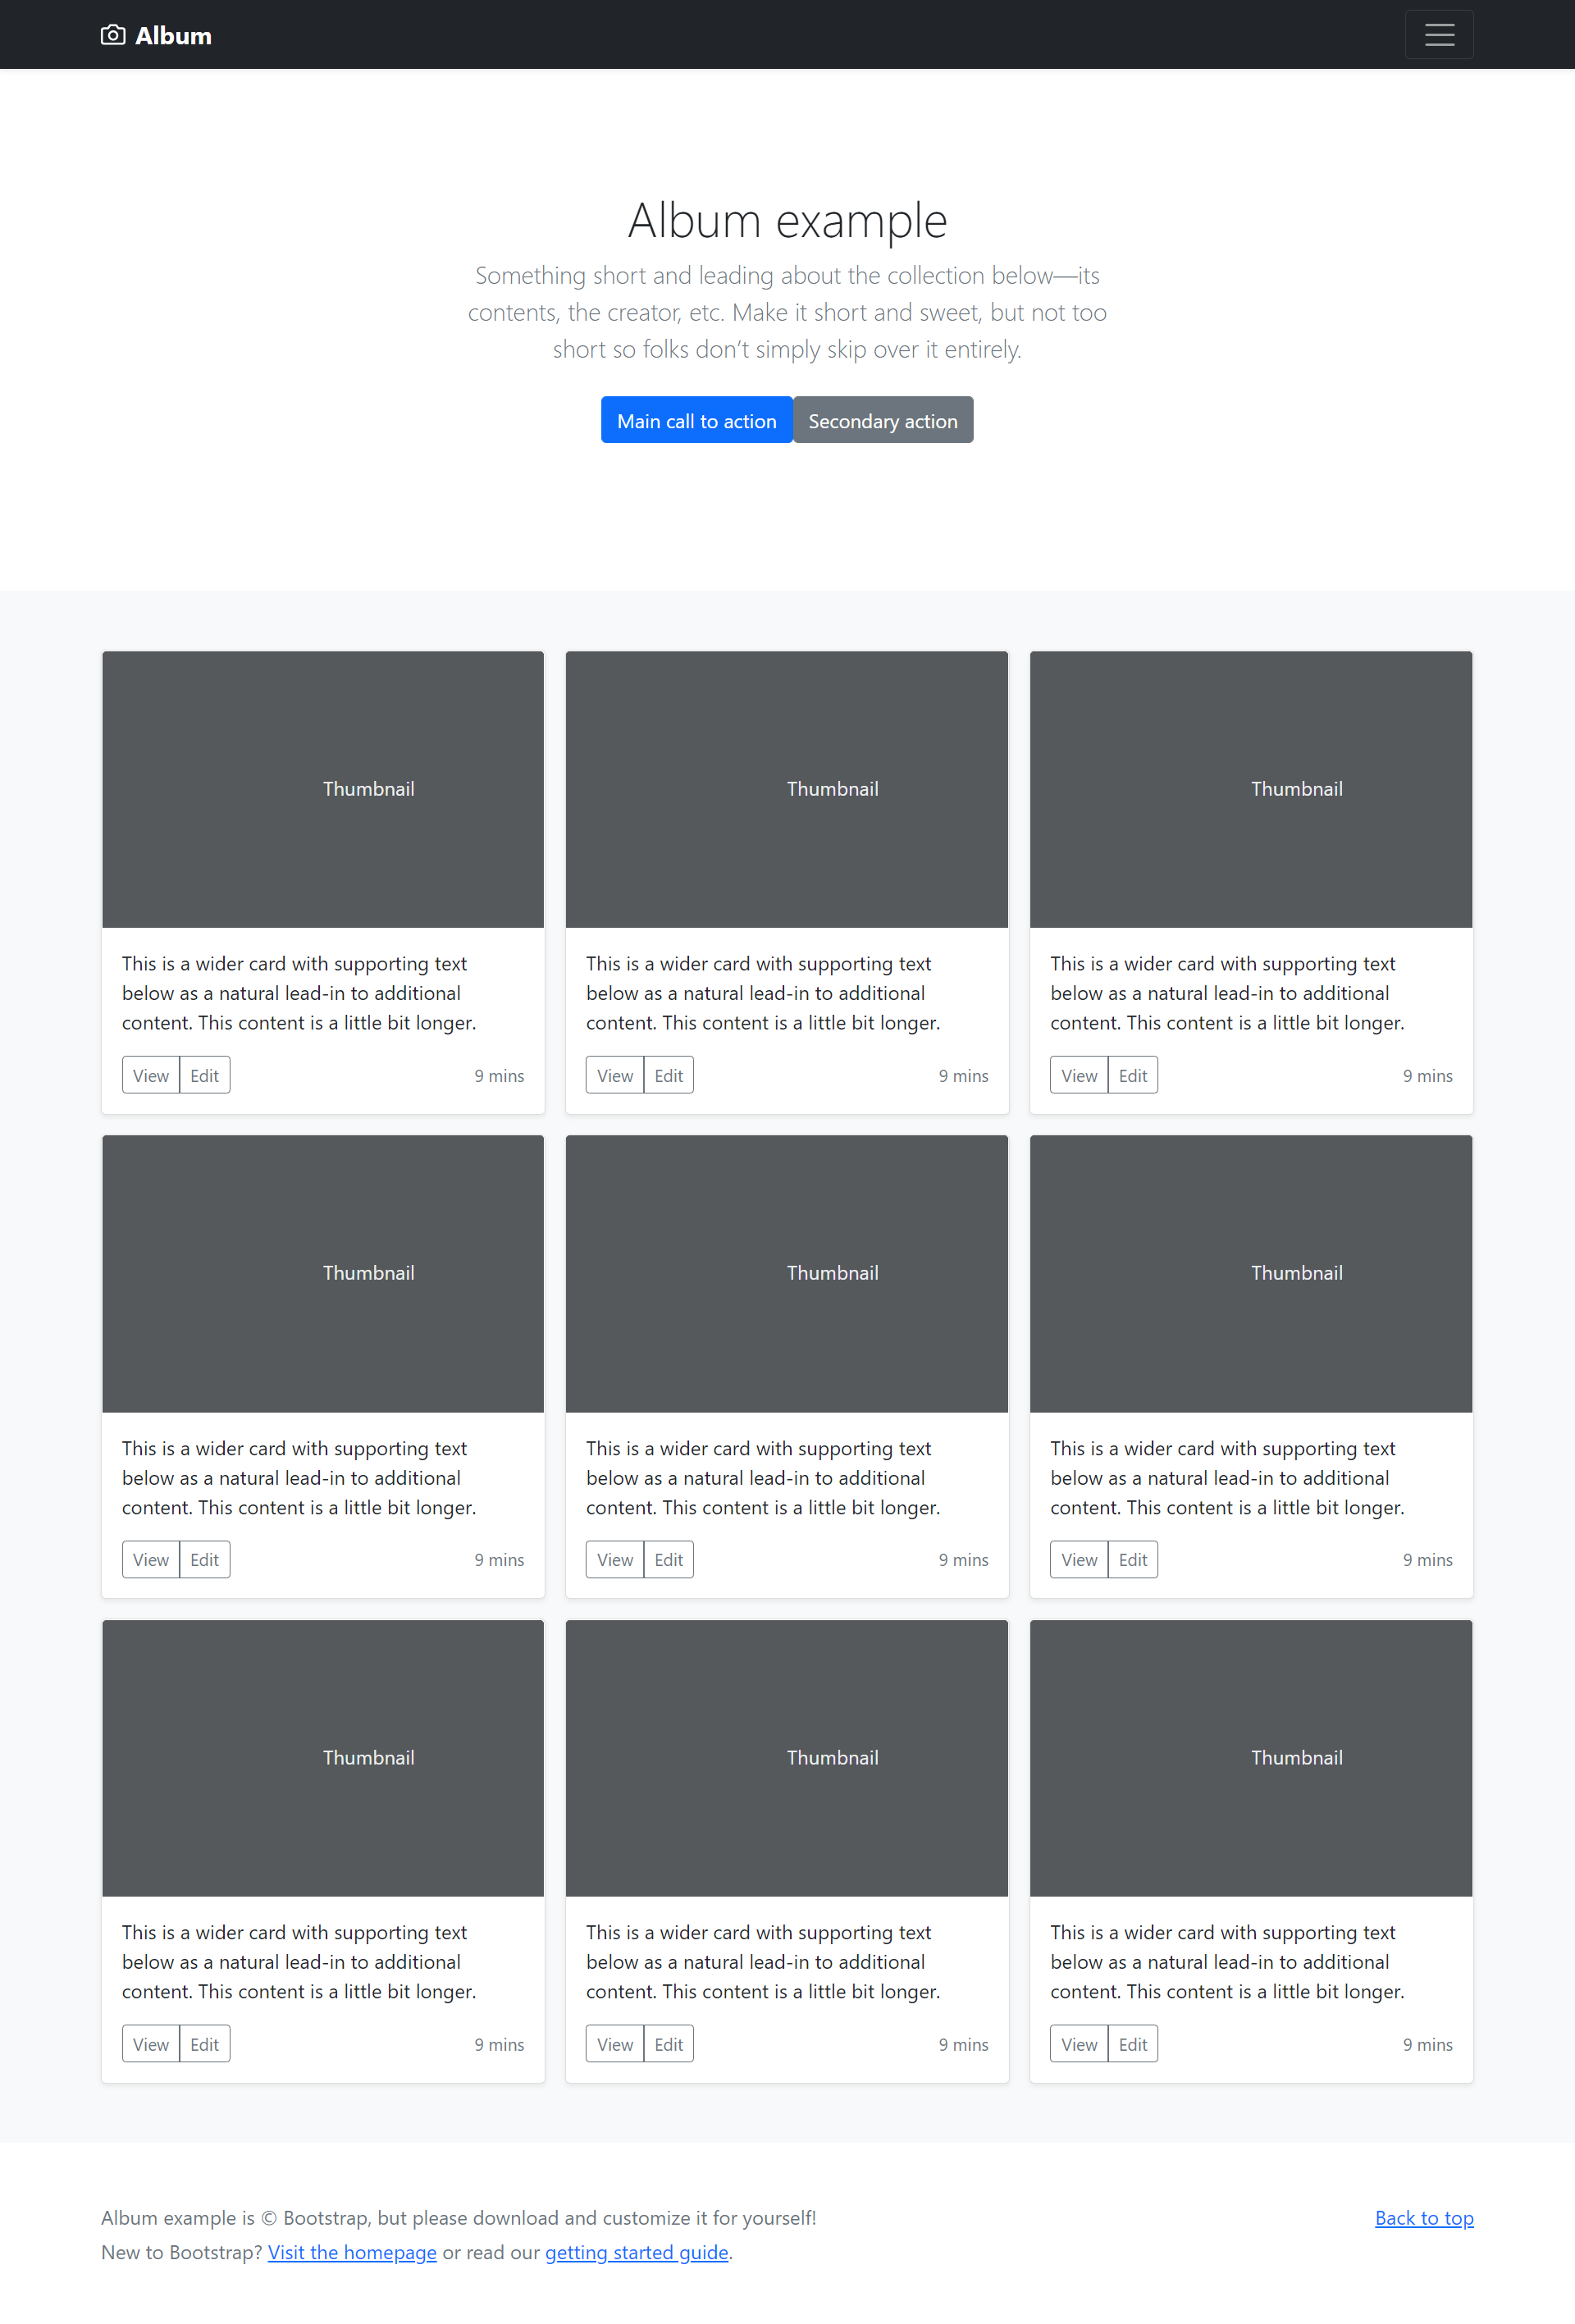 Album
Album example
Something short and leading about the collection below—its
contents, the creator, etc. Make it short and sweet, but not too
short so folks don’t simply skip over it entirely.
Main call to action Secondary action
Thumbnail Thumbnail Thumbnail
This is a wider card with supporting text
below as a natural lead-in to additional
content. This content is a little bit longer.
View Edit 9 mins
This is a wider card with supporting text
below as a natural lead-in to additional
content. This content is a little bit longer.
View Edit 9 mins
This is a wider card with supporting text
below as a natural lead-in to additional
content. This content is a little bit longer.
View Edit 9 mins
Thumbnail Thumbnail Thumbnail
This is a wider card with supporting text
below as a natural lead-in to additional
content. This content is a little bit longer.
View Edit 9 mins
This is a wider card with supporting text
below as a natural lead-in to additional
content. This content is a little bit longer.
View Edit 9 mins
This is a wider card with supporting text
below as a natural lead-in to additional
content. This content is a little bit longer.
View Edit 9 mins
Thumbnail Thumbnail Thumbnail
This is a wider card with supporting text
below as a natural lead-in to additional
content. This content is a little bit longer.
View Edit 9 mins
This is a wider card with supporting text
below as a natural lead-in to additional
content. This content is a little bit longer.
View Edit 9 mins
This is a wider card with supporting text
below as a natural lead-in to additional
content. This content is a little bit longer.
View Edit 9 mins
Album example is © Bootstrap, but please download and customize it for yourself! Back to top
New to Bootstrap? Visit the homepage or read our getting started guide.